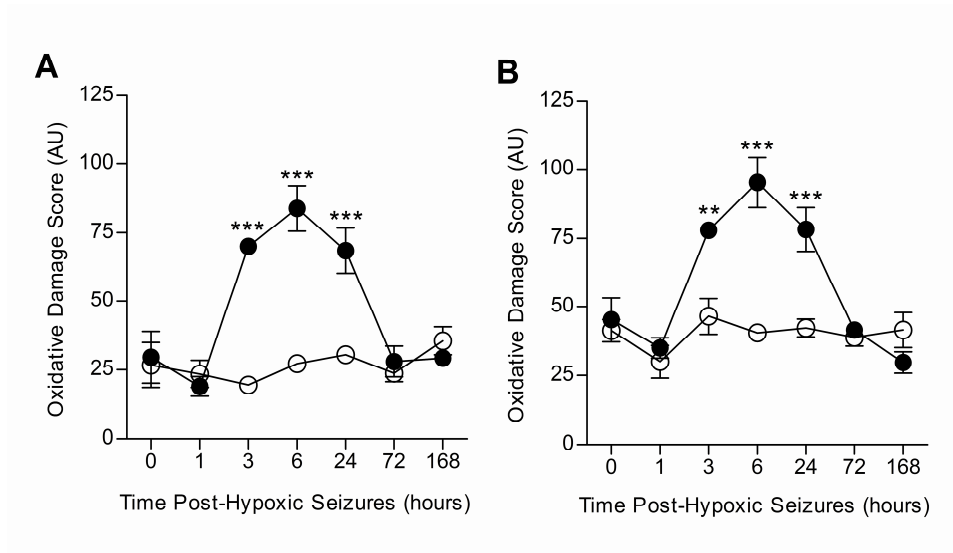 A
Oxidative Damage Score (AU)
125
100
75
50
25
0
***
***
***
0 1 3 6 24 72 168
Time Post-Hypoxic Seizures (hours)
B
Oxidative Damage Score (AU)
125
100
75
50
25
0
**
***
***
0 1 3 6 24 72 168
Time Post-Hypoxic Seizures (hours)